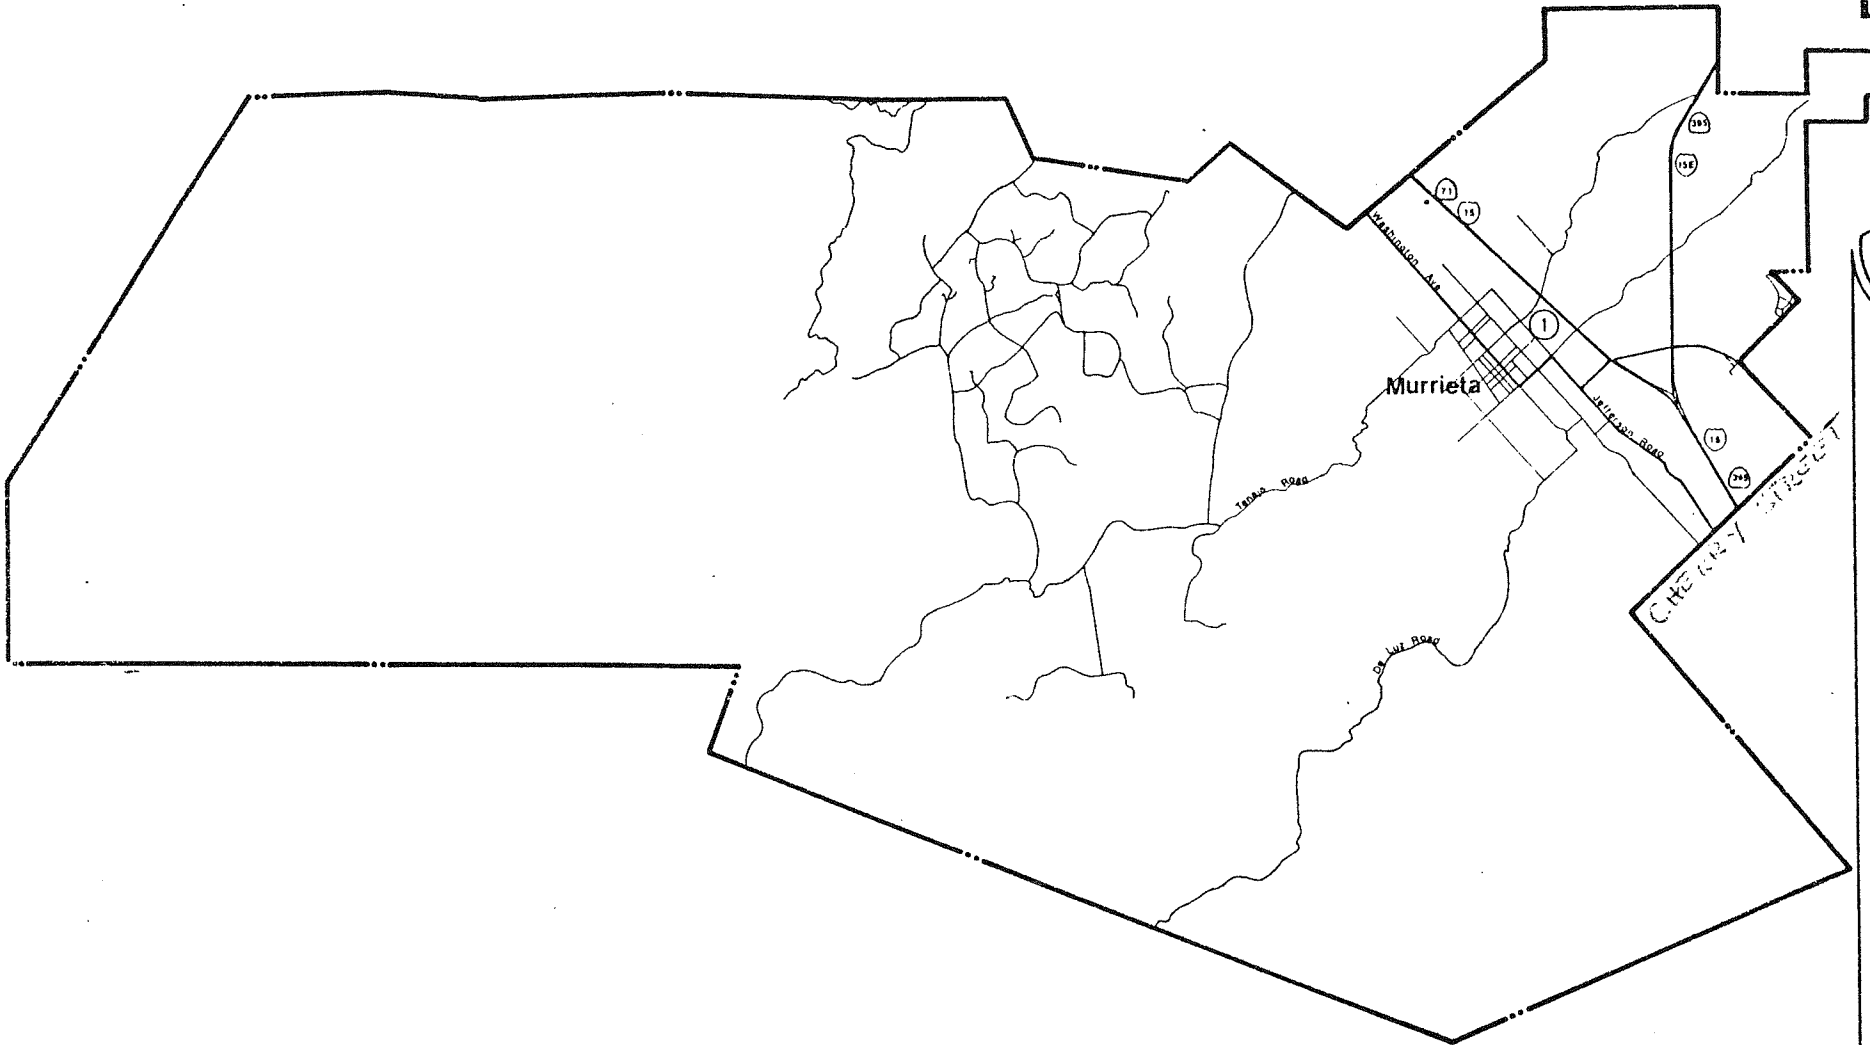 395
15E
71
15
Washington Ave
1
Murrieta
Jefferson Road
15
395
Tenaja Road
CHERRY STREET
De Luz Road